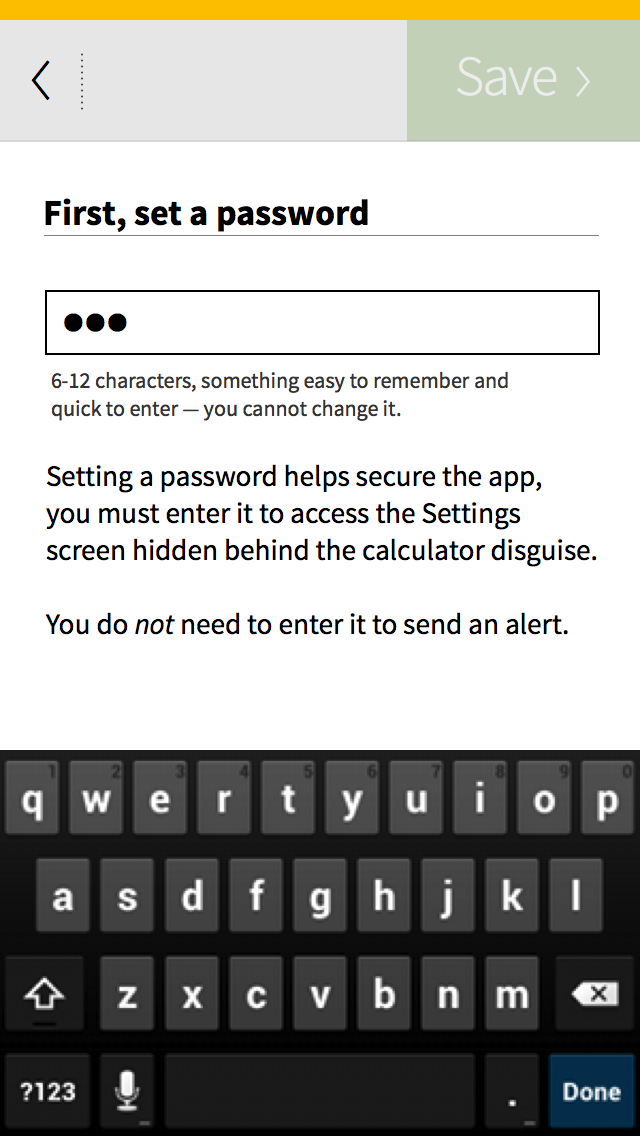 Save
First, set a password
●●●
6-12 characters, something easy to remember and
quick to enter — you cannot change it.
Setting a password helps secure the app,
you must enter it to access the Settings
screen hidden behind the calculator disguise.
You do not need to enter it to send an alert.
1 2 3 4 5 6 7 8 9 0
q w e r t y u i o p
a s d f g h j k l
z x c v b n m
?123 . Done